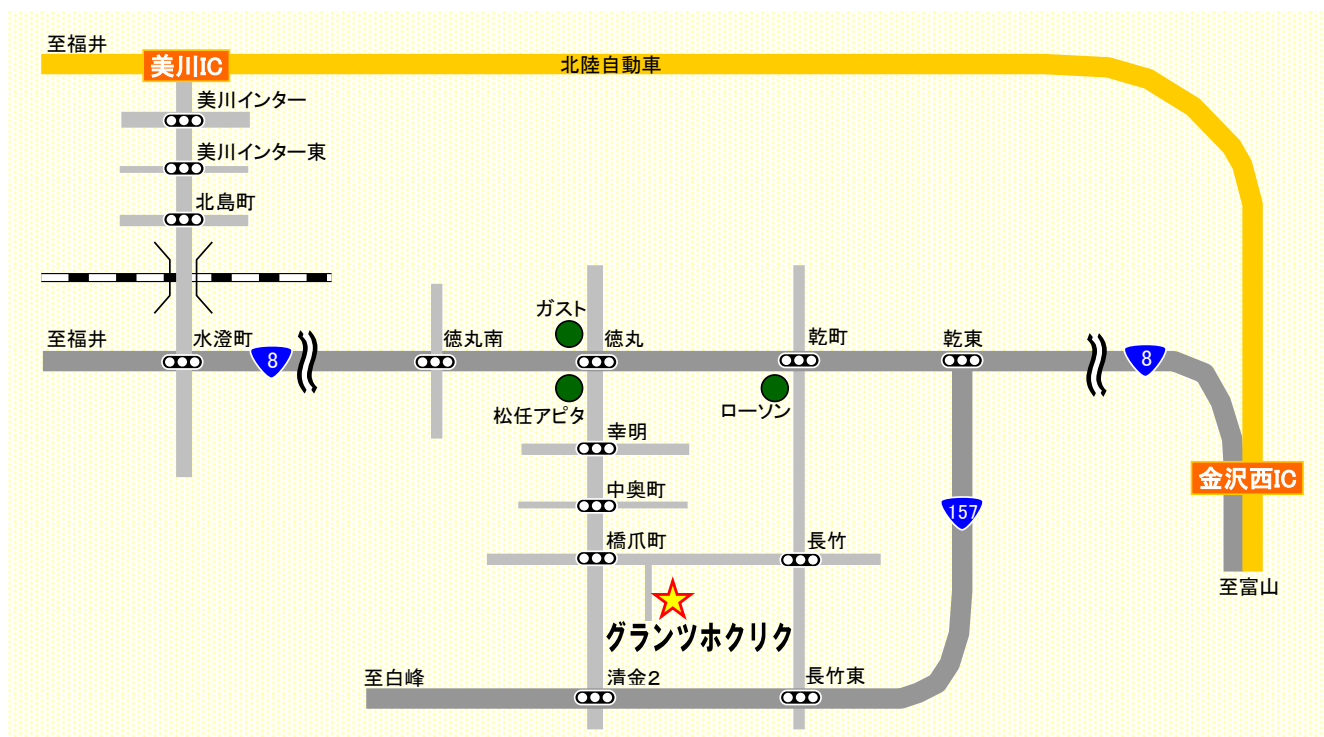 至福井
美川IC
北陸自動車
美川インター
美川インター東
北島町
ガスト
至福井
水澄町
8
徳丸南
徳丸
乾町
乾東
8
松任アピタ
ローソン
幸明
金沢西IC
中奥町
157
橋爪町
長竹
至富山
グランツホクリク
至白峰
清金2
長竹東